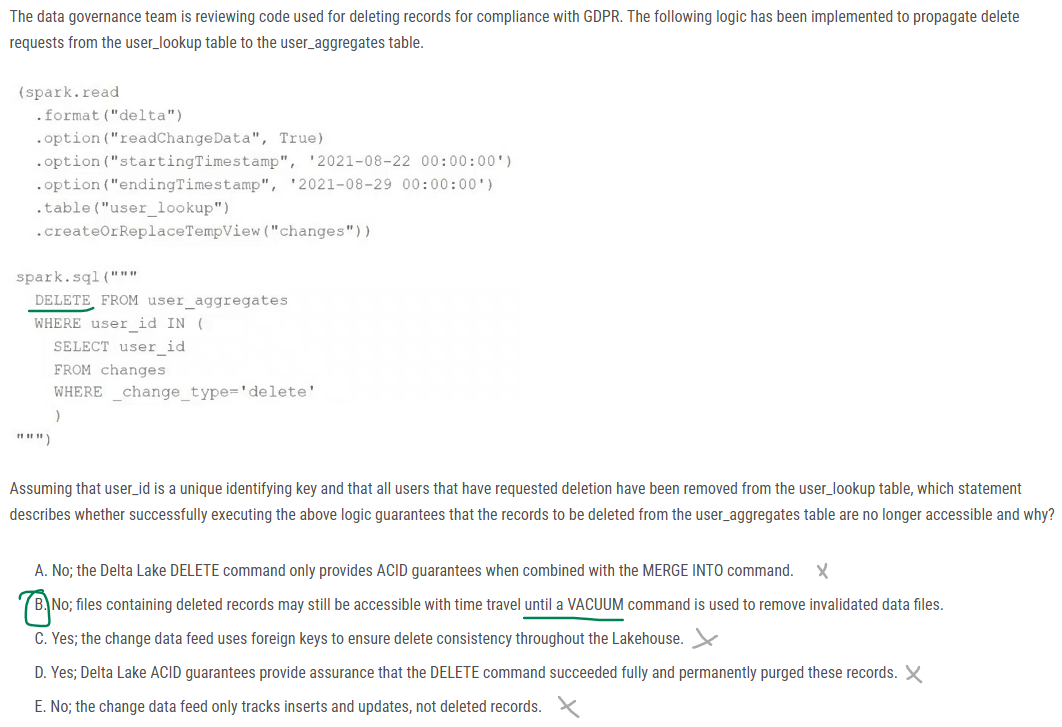 The data governance team is reviewing code used for deleting records for compliance with GDPR. The following logic has been implemented to propagate delete
requests from the user_lookup table to the user_aggregates table.
(spark.read
.format("delta")
.option("readChangeData", True)
.option("startingTimestamp", '2021-08-22 00:00:00')
.option("endingTimestamp", '2021-08-29 00:00:00')
.table("user_lookup")
.createOrReplaceTempView("changes"))
spark.sql("""
DELETE FROM user_aggregates
WHERE user_id IN (
SELECT user_id
FROM changes
WHERE _change_type='delete'
)
""")
Assuming that user_id is a unique identifying key and that all users that have requested deletion have been removed from the user_lookup table, which statement
describes whether successfully executing the above logic guarantees that the records to be deleted from the user_aggregates table are no longer accessible and why?
A. No; the Delta Lake DELETE command only provides ACID guarantees when combined with the MERGE INTO command.
B. No; files containing deleted records may still be accessible with time travel until a VACUUM command is used to remove invalidated data files.
C. Yes; the change data feed uses foreign keys to ensure delete consistency throughout the Lakehouse.
D. Yes; Delta Lake ACID guarantees provide assurance that the DELETE command succeeded fully and permanently purged these records.
E. No; the change data feed only tracks inserts and updates, not deleted records.